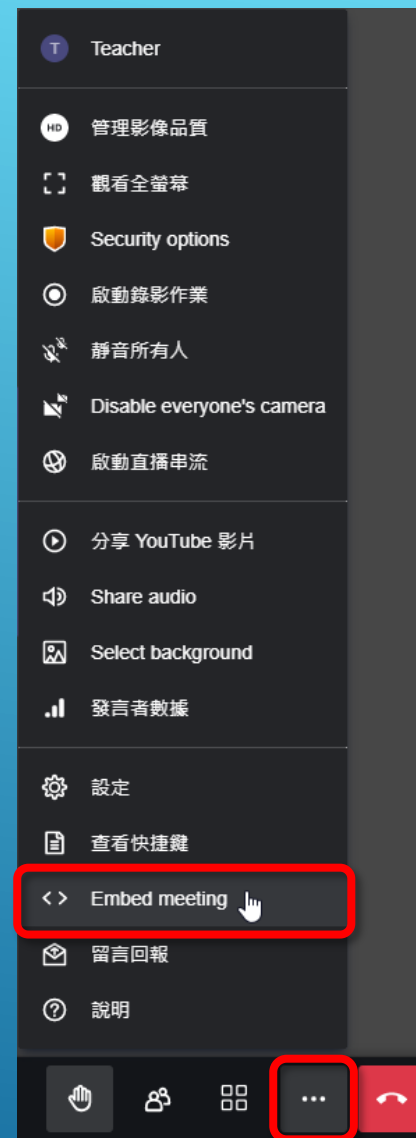 T Teacher
HD 管理影像品質
觀看全螢幕
Security options
啟動錄影作業
靜音所有人
Disable everyone's camera
啟動直播串流
分享 YouTube 影片
Share audio
Select background
發言者數據
設定
查看快捷鍵
Embed meeting
留言回報
說明